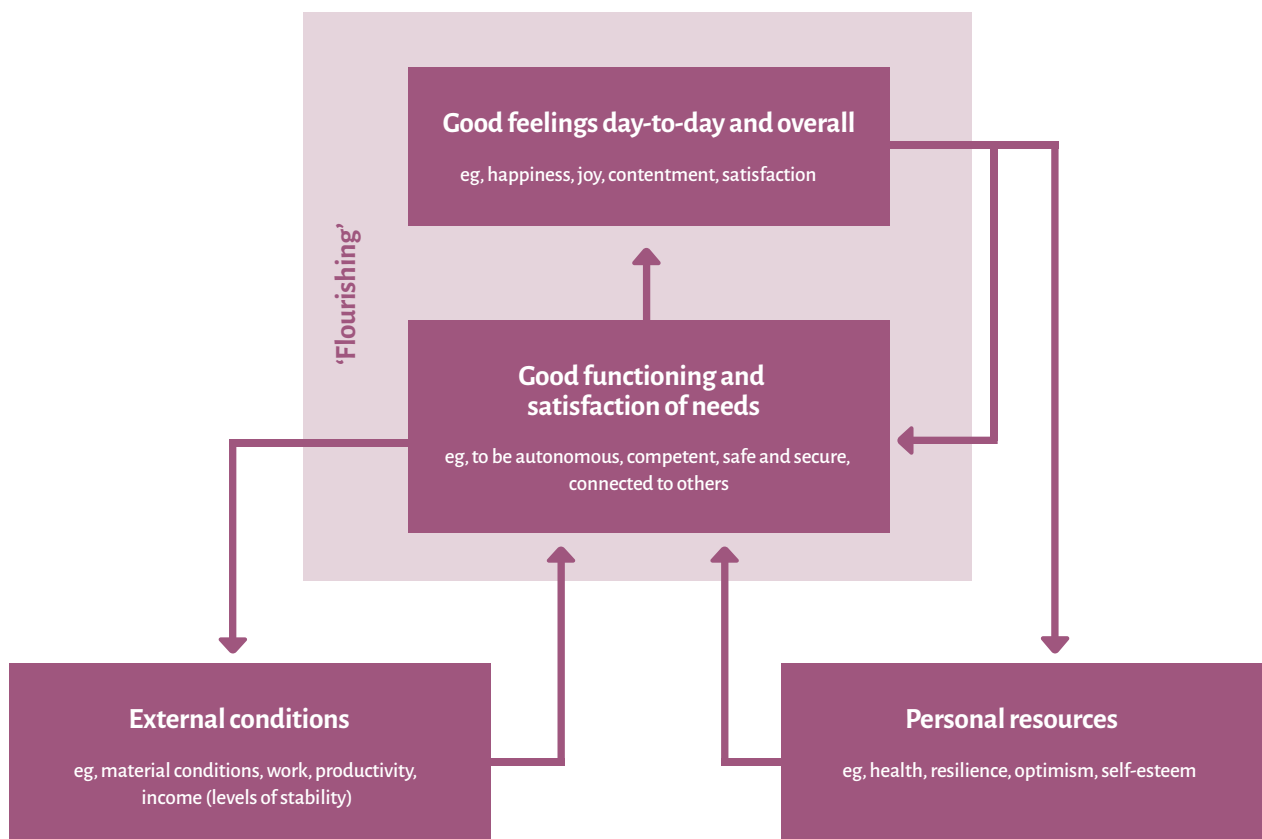 Good feelings day-to-day and overall
eg, happiness, joy, contentment, satisfaction
‘Flourishing’
Good functioning and
satisfaction of needs
eg, to be autonomous, competent, safe and secure,
connected to others
External conditions
eg, material conditions, work, productivity,
income (levels of stability)
Personal resources
eg, health, resilience, optimism, self-esteem